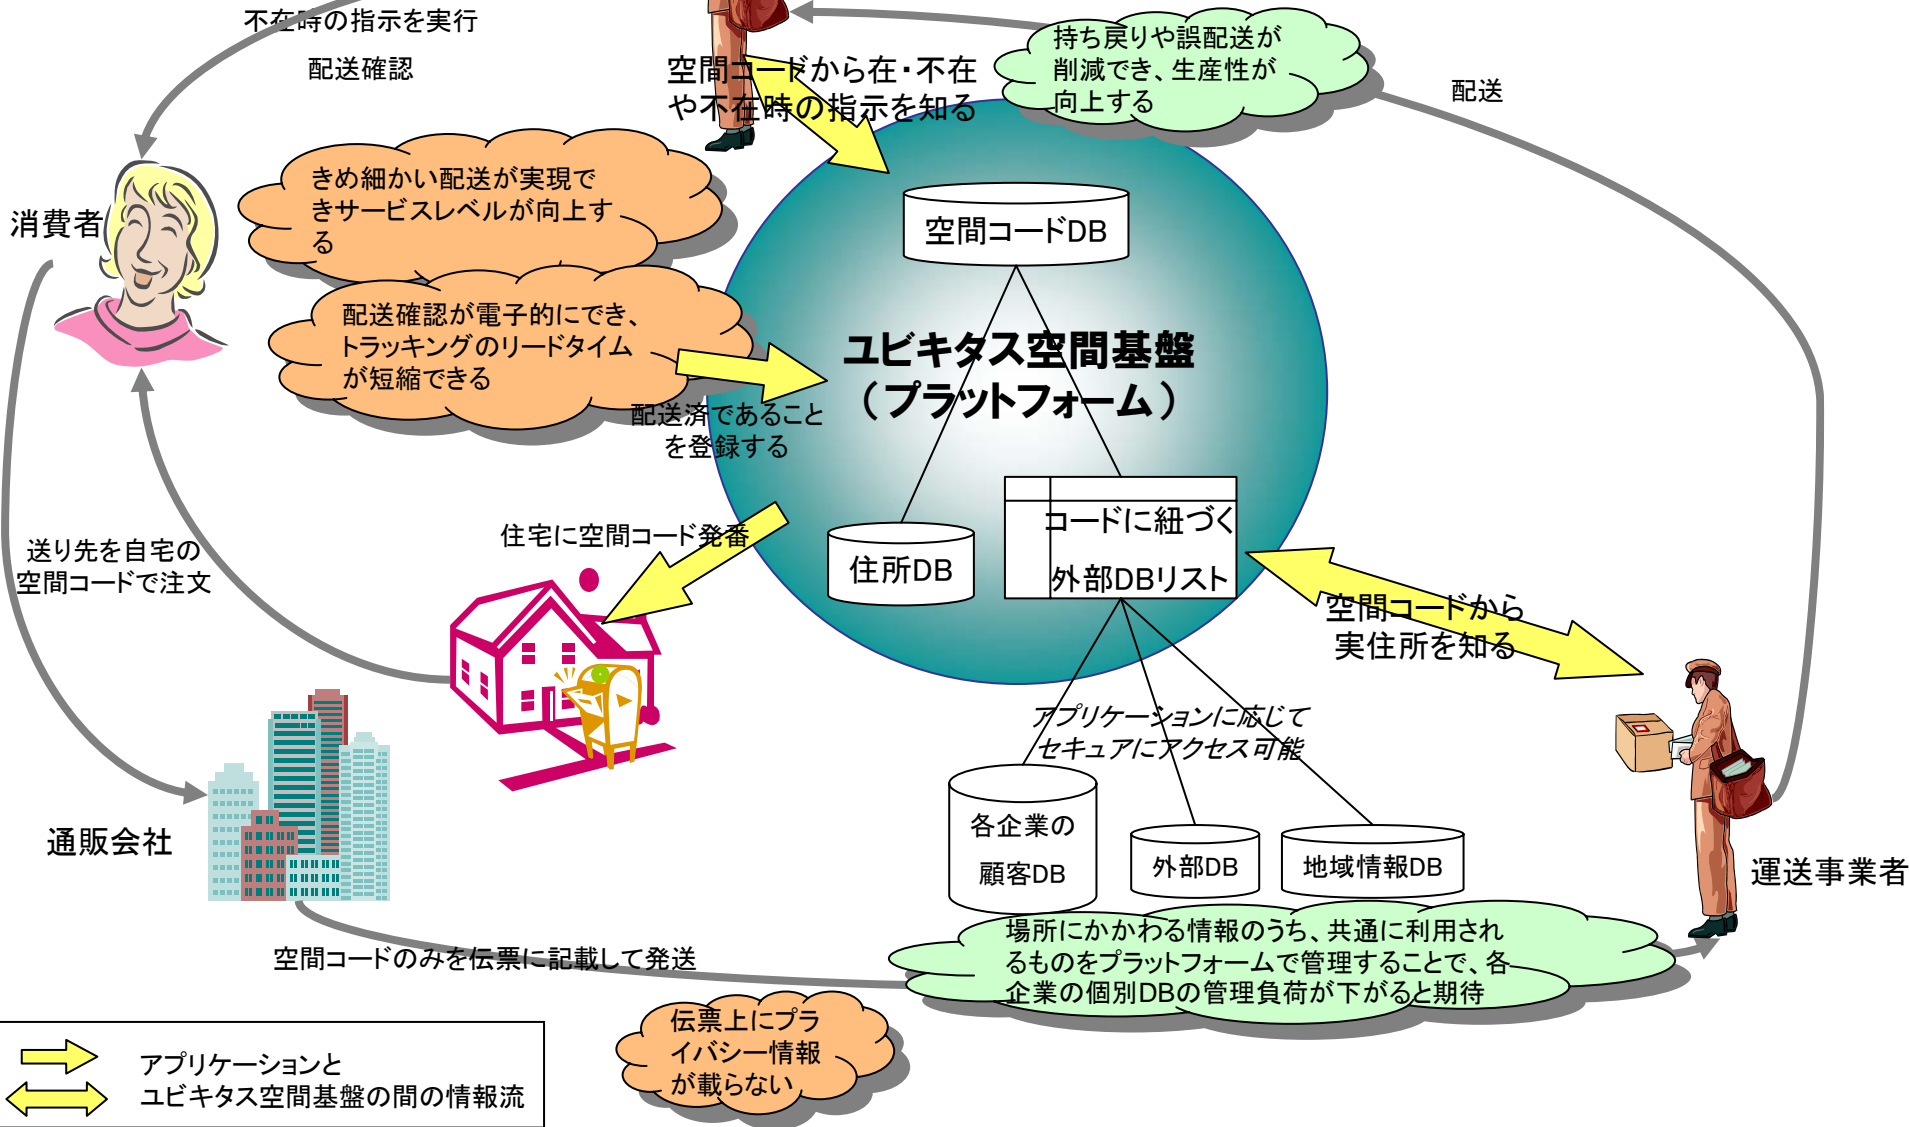 不在時の指示を実行
配送確認
空間コードから在・不在
や不在時の指示を知る
持ち戻りや誤配送が
削減でき、生産性が
向上する
配送
消費者
きめ細かい配送が実現で
きサービスレベルが向上す
る
空間コードDB
配送確認が電子的にでき、
トラッキングのリードタイム
が短縮できる
ユビキタス空間基盤
(プラットフォーム)
配送済であること
を登録する
住宅に空間コード発番
送り先を自宅の
空間コードで注文
住所DB
コードに紐づく
外部DBリスト
空間コードから
実住所を知る
アプリケーションに応じて
セキュアにアクセス可能
通販会社
各企業の
顧客DB
外部DB
地域情報DB
運送事業者
場所にかかわる情報のうち、共通に利用され
るものをプラットフォームで管理することで、各
企業の個別DBの管理負荷が下がると期待
空間コードのみを伝票に記載して発送
伝票上にプラ
イバシー情報
が載らない
アプリケーションと
ユビキタス空間基盤の間の情報流